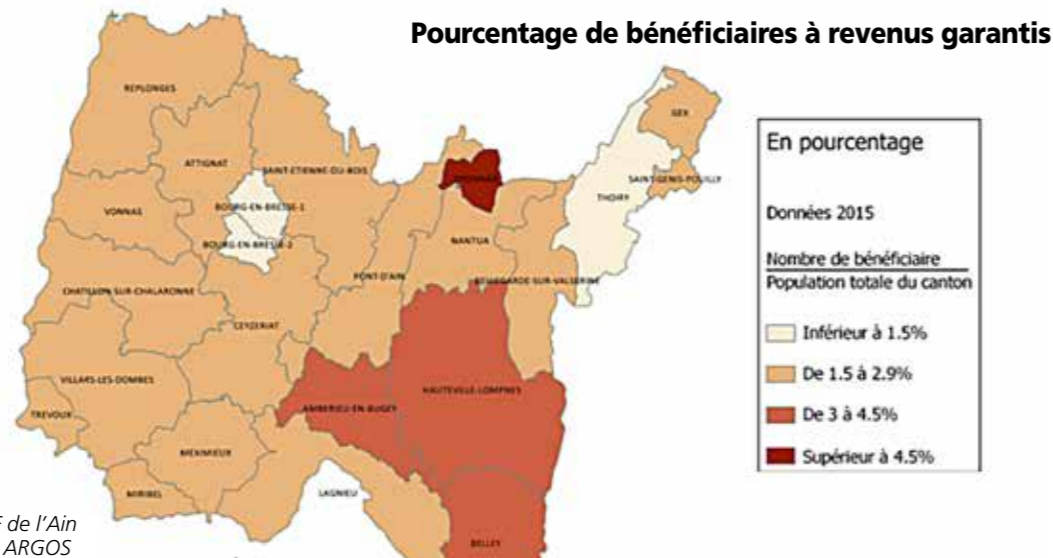 Pourcentage de bénéficiaires à revenus garantis
REPLONGES
GEX
ATTIGNAT
SAINT-ETIENNE-DU-BOIS
SAINT-GENIS-POUILLY
THOIRY
VONNAS
BOURG-EN-BRESSE-1
BOURG-EN-BRESSE-2
NANTUA
PONT-D'AIN
BELLEGARDE-SUR-VALSERINE
CHATILLON-SUR-CHALARONNE
CEYZERIAT
VILLARS-LES-DOMBES
HAUTEVILLE-LOMPNES
AMBERIEU-EN-BUGEY
TREVOUX
MEXIMIEUX
MIRIBEL
LAGNIEU
BELLEY
En pourcentage
Données 2015
Nombre de bénéficiaire
Population totale du canton
Inférieur à 1.5%
De 1.5 à 2.9%
De 3 à 4.5%
Supérieur à 4.5%
de l'Ain
ARGOS